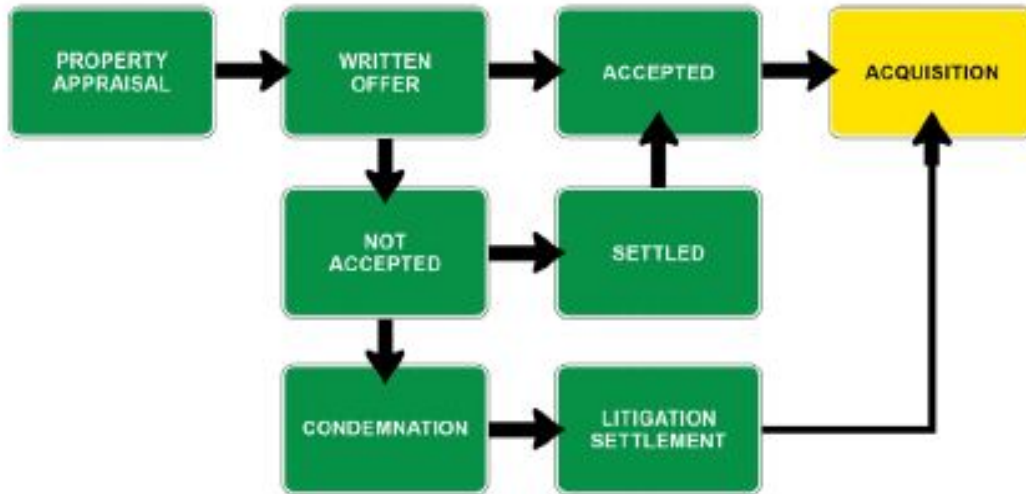 PROPERTY
APPRAISAL
WRITTEN
OFFER
ACCEPTED
ACQUISITION
NOT
ACCEPTED
SETTLED
CONDEMNATION
LITIGATION
SETTLEMENT